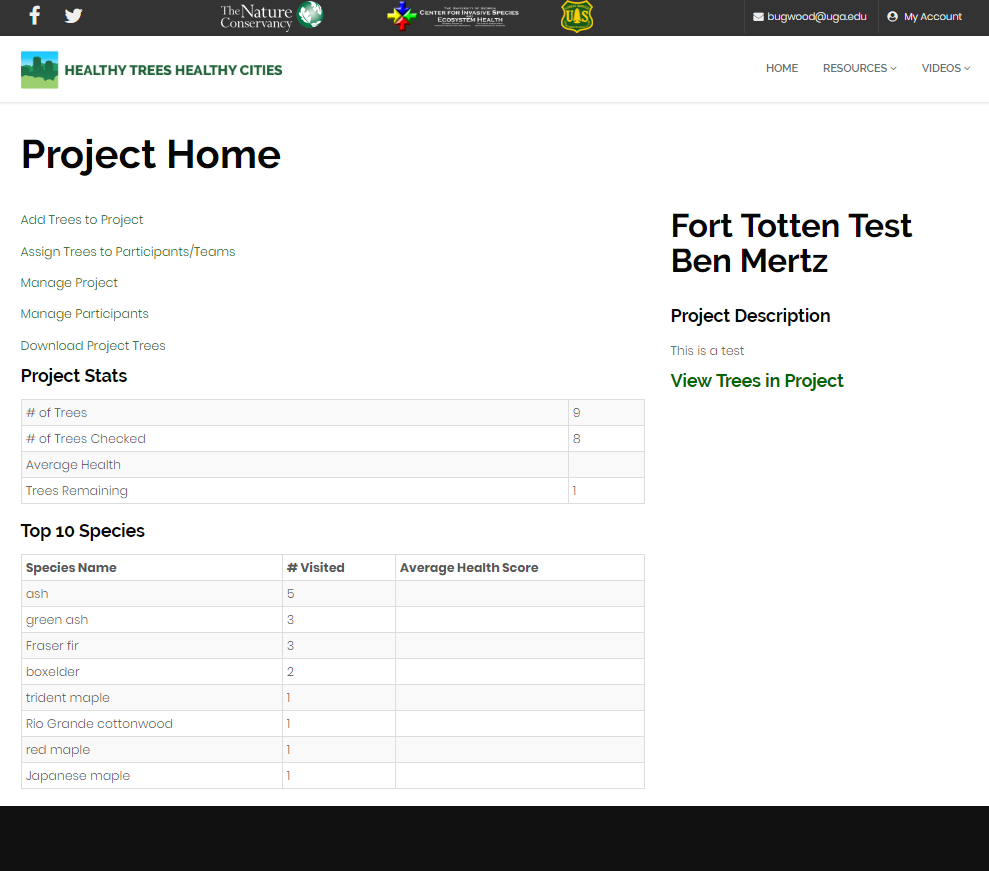 The Nature Conservancy
THE UNIVERSITY OF GEORGIA
CENTER FOR INVASIVE SPECIES
ECOSYSTEM HEALTH
US
bugwood@uga.edu
My Account
HEALTHY TREES HEALTHY CITIES
HOME RESOURCES VIDEOS
Project Home
Add Trees to Project
Assign Trees to Participants/Teams
Manage Project
Manage Participants
Download Project Trees
Project Stats
# of Trees 9
# of Trees Checked 8
Average Health
Trees Remaining 1
Top 10 Species
Species Name # Visited Average Health Score
ash 5
green ash 3
Fraser fir 3
boxelder 2
trident maple 1
Rio Grande cottonwood 1
red maple 1
Japanese maple 1
Fort Totten Test
Ben Mertz
Project Description
This is a test
View Trees in Project